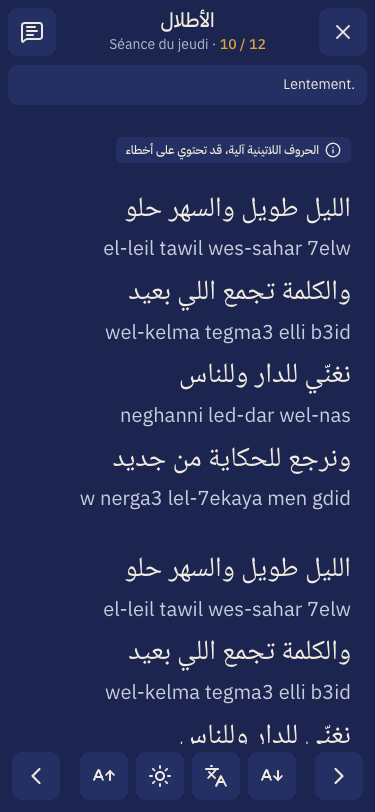 الأطلال
Séance du jeudi · 10 / 12
Lentement.
الحروف اللاتينية آلية، قد تحتوي على أخطاء
الليل طويل والسهر حلو
el-leil tawil wes-sahar 7elw
والكلمة تجمع اللي بعيد
wel-kelma tegma3 elli b3id
نغنّي للدار وللناس
neghanni led-dar wel-nas
ونرجع للحكاية من جديد
w nerga3 lel-7ekaya men gdid
الليل طويل والسهر حلو
el-leil tawil wes-sahar 7elw
والكلمة تجمع اللي بعيد
wel-kelma tegma3 elli b3id
نغنّي للدار وللناس
A↑
A↓